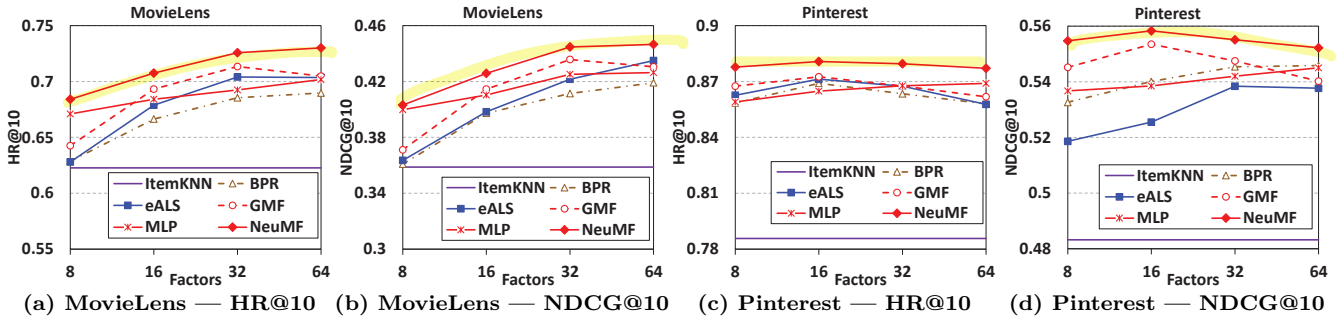 MovieLens
0.75
0.7
0.65
0.6
0.55
HR@10
ItemKNN
BPR
eALS
GMF
MLP
NeuMF
8
16
32
64
Factors
(a) MovieLens — HR@10
MovieLens
0.46
0.42
0.38
0.34
0.3
NDCG@10
ItemKNN
BPR
eALS
GMF
MLP
NeuMF
8
16
32
64
Factors
(b) MovieLens — NDCG@10
Pinterest
0.9
0.87
0.84
0.81
0.78
HR@10
ItemKNN
BPR
eALS
GMF
MLP
NeuMF
8
16
32
64
Factors
(c) Pinterest — HR@10
Pinterest
0.56
0.54
0.52
0.5
0.48
NDCG@10
ItemKNN
BPR
eALS
GMF
MLP
NeuMF
8
16
32
64
Factors
(d) Pinterest — NDCG@10